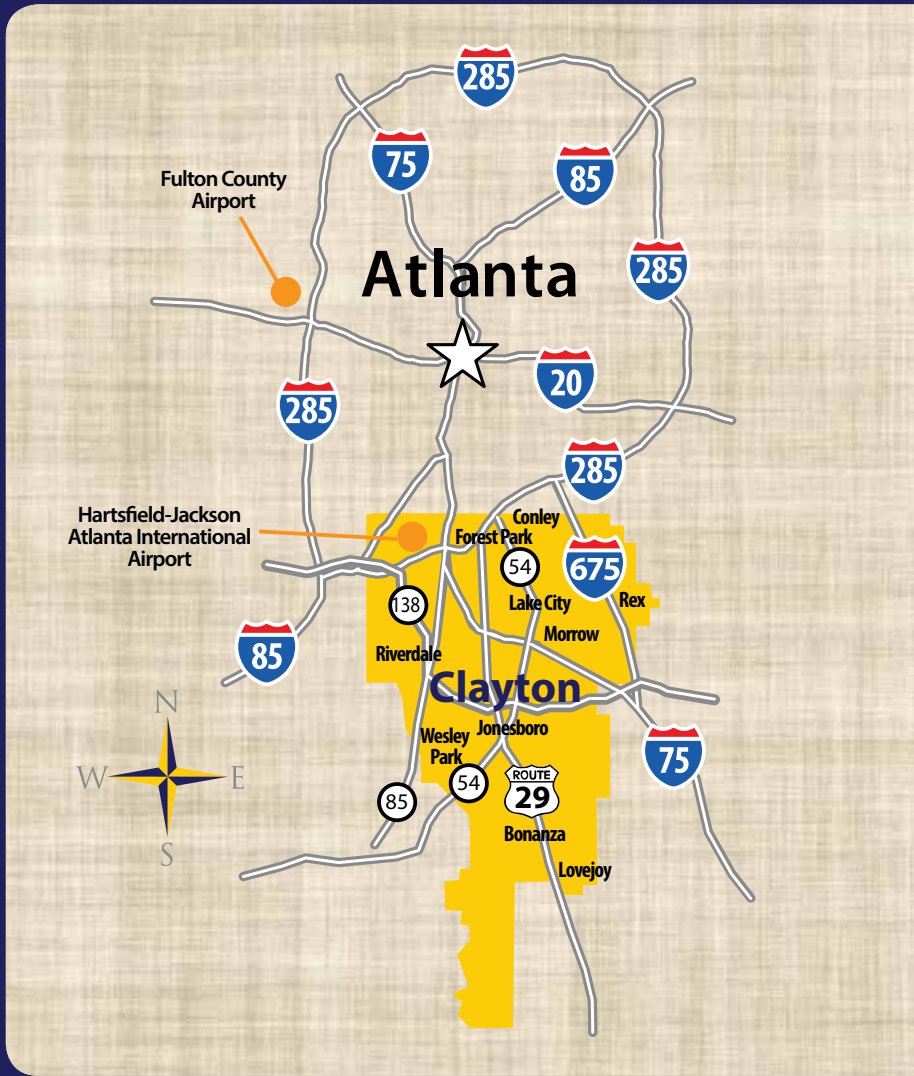 285
75
85
Fulton County
Airport
Atlanta
285
20
285
285
Hartsfield-Jackson
Atlanta International
Airport
Conley
Forest Park
54
675
138
Lake City
Rex
Morrow
85
Riverdale
Clayton
N
Jonesboro
Wesley
Park
75
W
E
54
ROUTE
29
85
Bonanza
S
Lovejoy